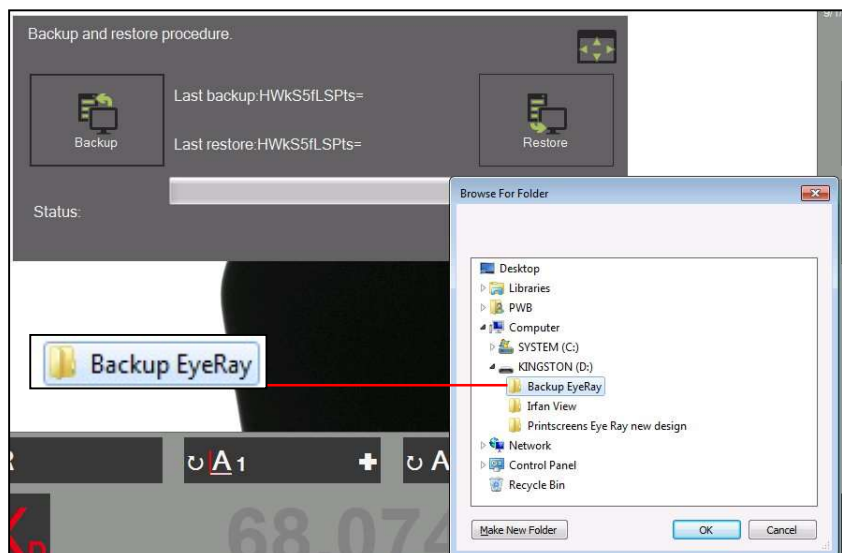 Backup and restore procedure.
Backup
Last backup:HWkS5fLSPts=
Last restore:HWkS5fLSPts=
Restore
Status:
Browse For Folder
Desktop
Libraries
PWB
Computer
SYSTEM (C:)
KINGSTON (D:)
Backup EyeRay
Irfan View
Printscreens Eye Ray new design
Network
Control Panel
Recycle Bin
Make New Folder
OK
Cancel
Backup EyeRay
A 1
A
68.074